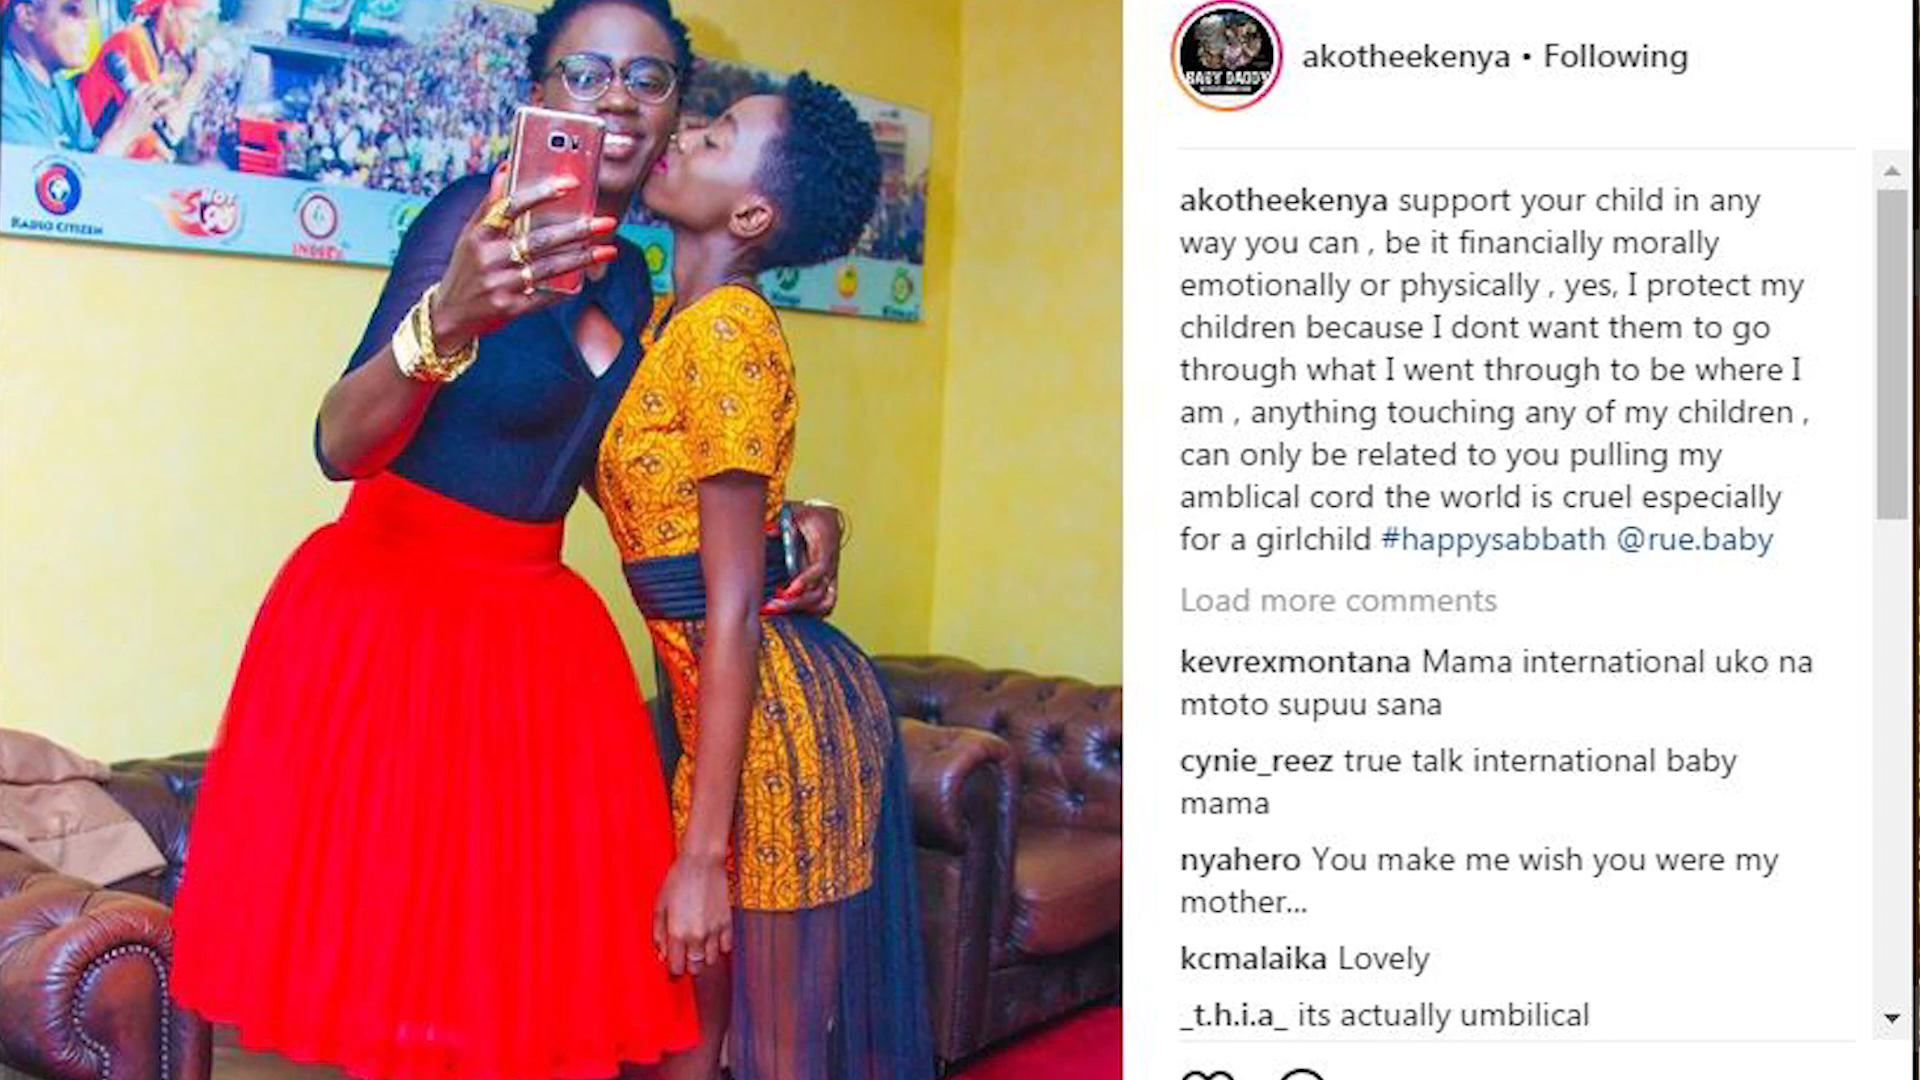 BABY DADDY
akotheekenya • Following
akotheekenya support your child in any
way you can , be it financially morally
emotionally or physically , yes, I protect my
children because I dont want them to go
through what I went through to be where I
am , anything touching any of my children ,
can only be related to you pulling my
amblical cord the world is cruel especially
for a girlchild #happysabbath @rue.baby
Load more comments
kevrexmontana Mama international uko na
mtoto supuu sana
cynie_reez true talk international baby
mama
nyahero You make me wish you were my
mother...
kcmalaika Lovely
_t.h.i.a_ its actually umbilical
RADIO CITIZEN
HOT